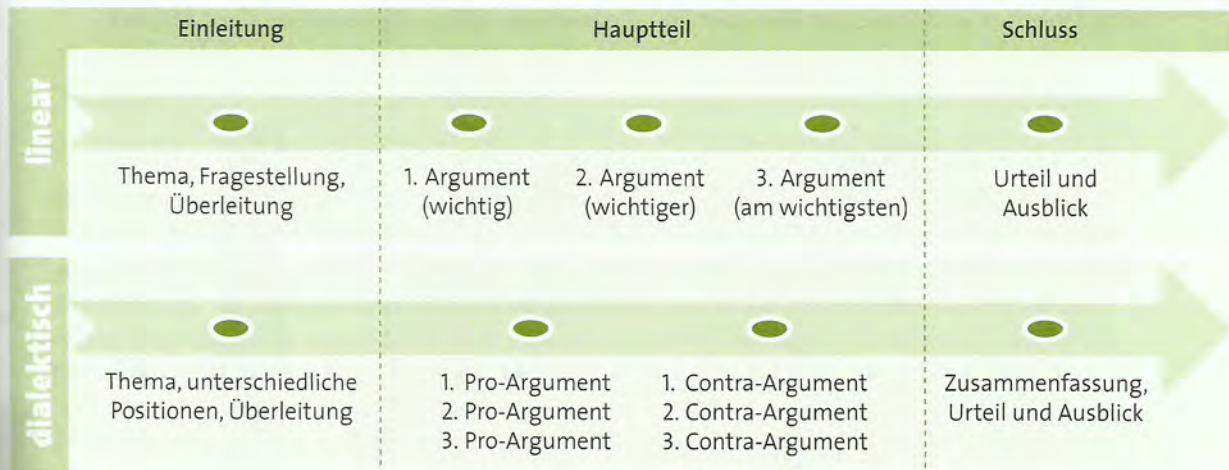 Einleitung
Hauptteil
Schluss
linear
Thema, Fragestellung,
Überleitung
1. Argument
(wichtig)
2. Argument
(wichtiger)
3. Argument
(am wichtigsten)
Urteil und
Ausblick
dialektisch
Thema, unterschiedliche
Positionen, Überleitung
1. Pro-Argument
2. Pro-Argument
3. Pro-Argument
1. Contra-Argument
2. Contra-Argument
3. Contra-Argument
Zusammenfassung,
Urteil und Ausblick